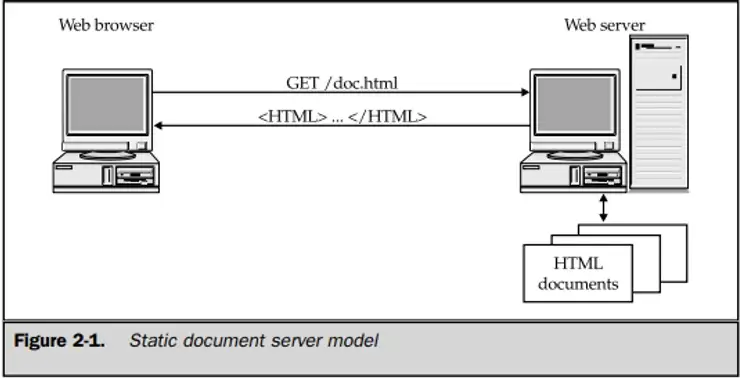 Web browser
Web server
GET /doc.html
<HTML> ... </HTML>
HTML
documents
Figure 2-1. Static document server model